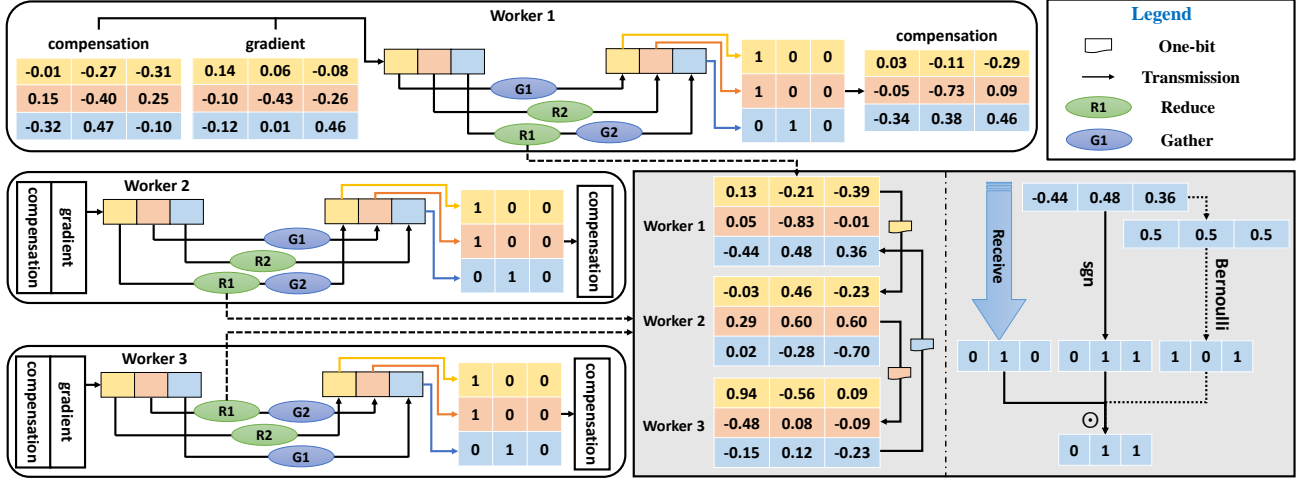 Worker 1
compensation
gradient
-0.01 -0.27 -0.31
0.15 -0.40 0.25
-0.32 0.47 -0.10
0.14 0.06 -0.08
-0.10 -0.43 -0.26
-0.12 0.01 0.46
G1
R2
R1
G2
1 0 0
1 0 0
0 1 0
compensation
0.03 -0.11 -0.29
-0.05 -0.73 0.09
-0.34 0.38 0.46
Legend
One-bit
Transmission
R1 Reduce
G1 Gather
Worker 2
compensation
gradient
G1
R2
R1
G2
1 0 0
1 0 0
0 1 0
compensation
Worker 3
compensation
gradient
R1
G2
R2
G1
1 0 0
1 0 0
0 1 0
compensation
Worker 1
0.13 -0.21 -0.39
0.05 -0.83 -0.01
-0.44 0.48 0.36
Worker 2
-0.03 0.46 -0.23
0.29 0.60 0.60
0.02 -0.28 -0.70
Worker 3
0.94 -0.56 0.09
-0.48 0.08 -0.09
-0.15 0.12 -0.23
Receive
-0.44 0.48 0.36
0.5 0.5 0.5
sgn
Bernoulli
0 1 0
0 1 1
1 0 1
⊙
0 1 1